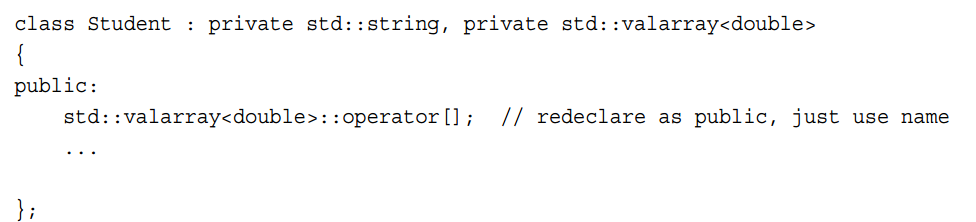 class Student : private std::string, private std::valarray<double>
{
public:
    std::valarray<double>::operator[];  // redeclare as public, just use name
    ...
};